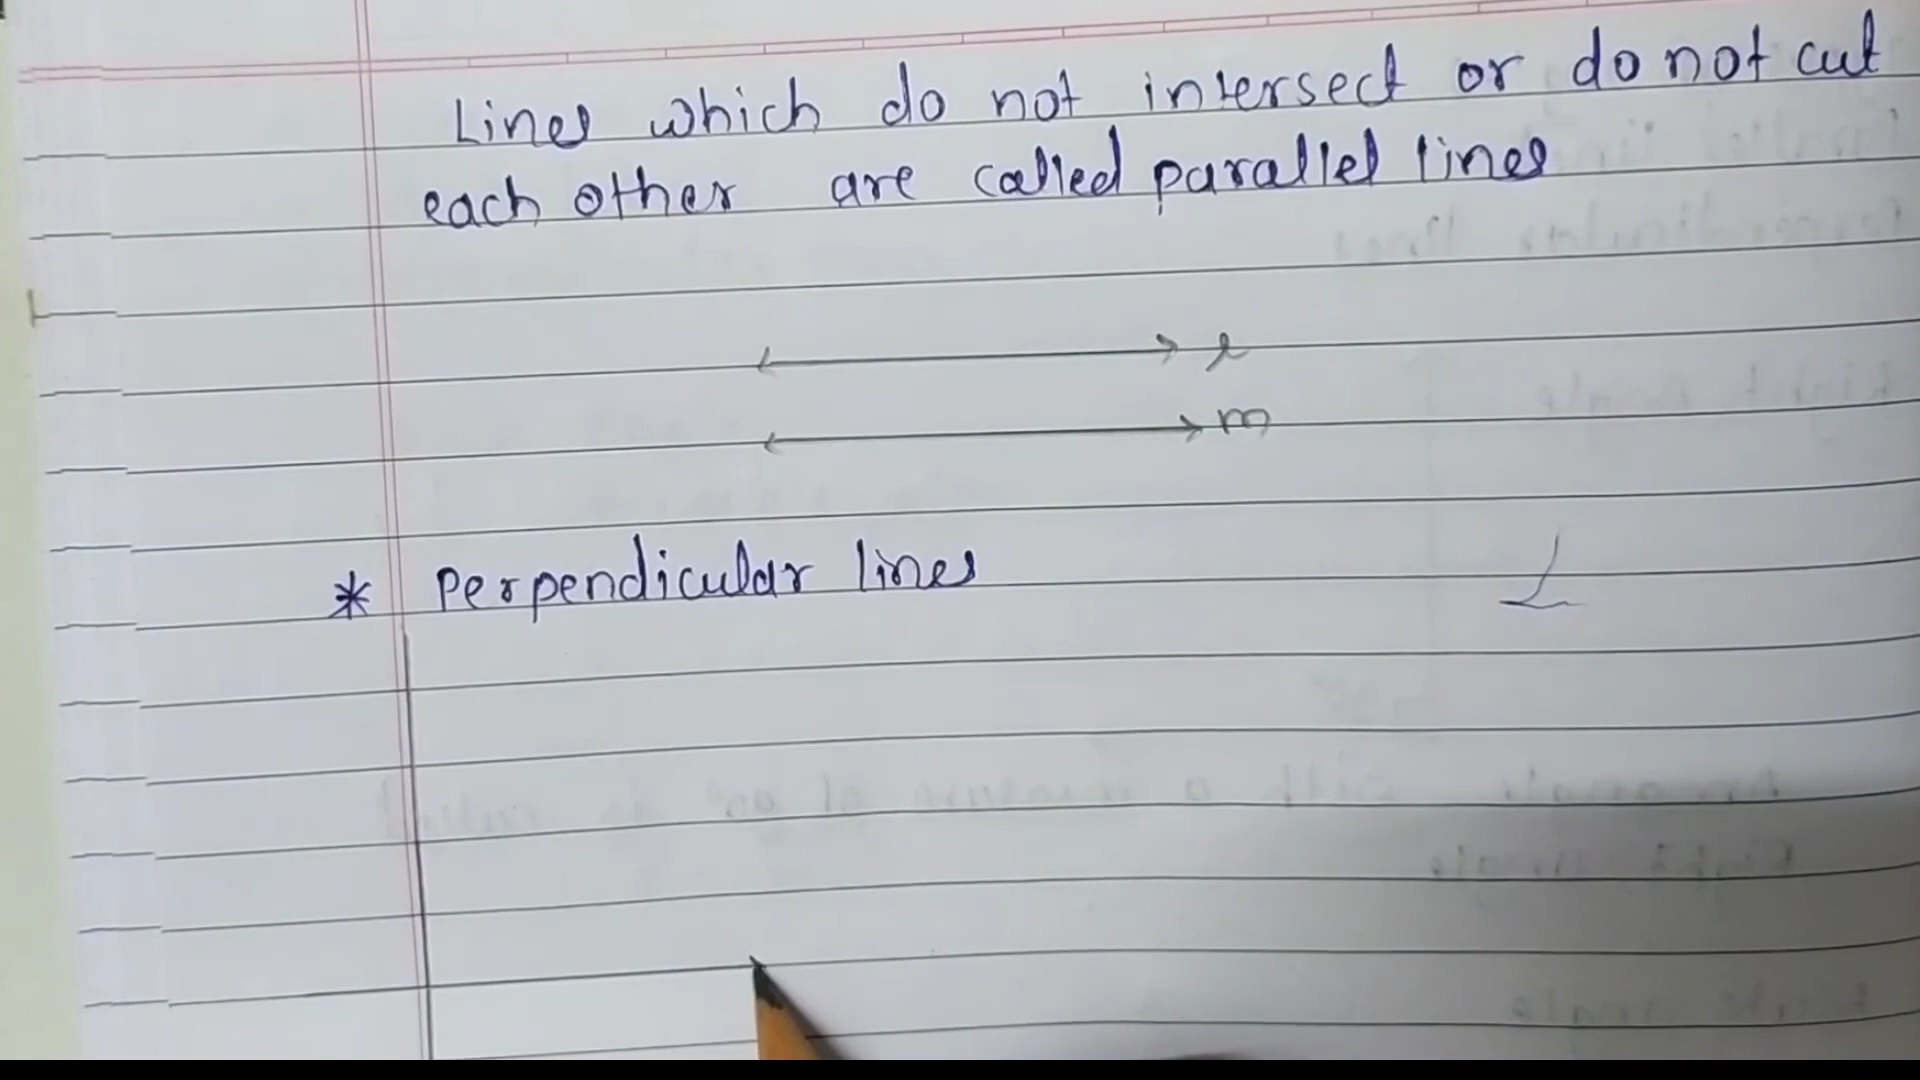 Lines which do not intersect or do not cut
each other are called parallel lines
l
m
* Perpendicular lines
⊥